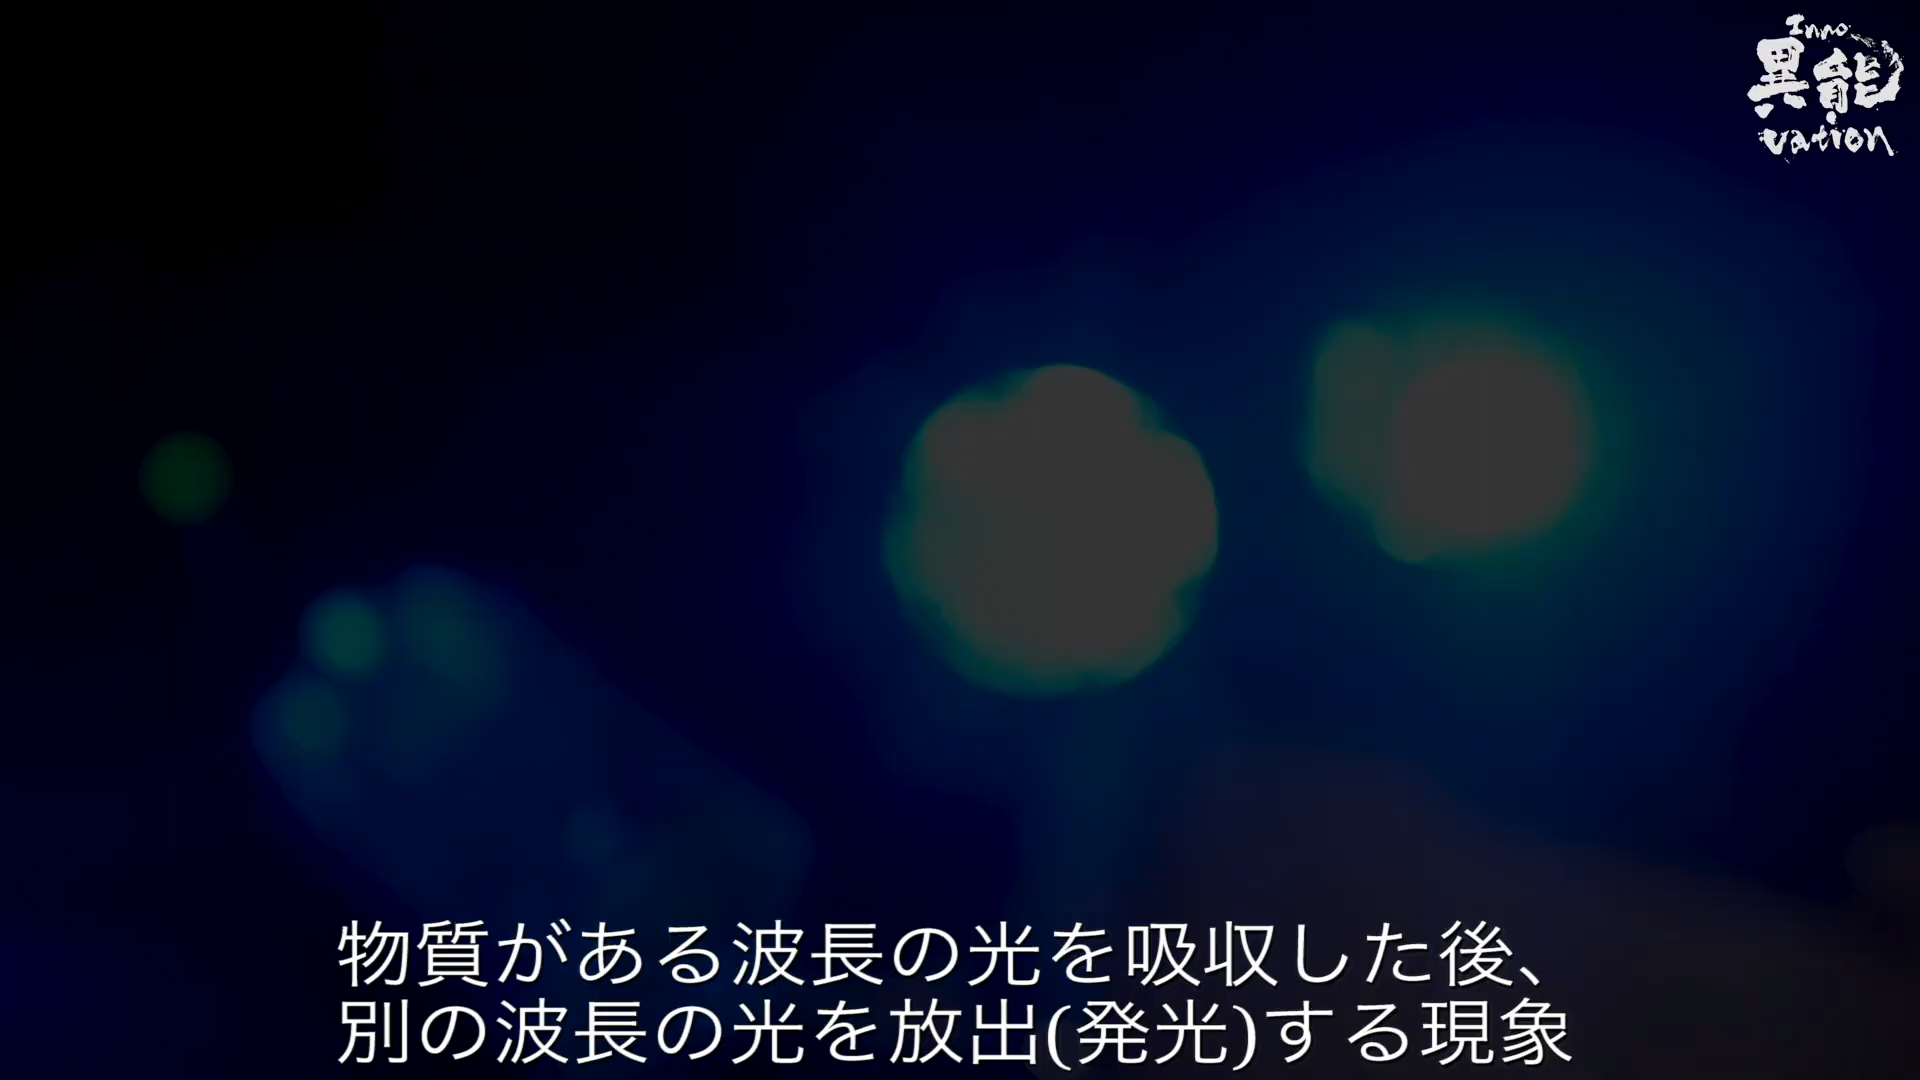 Inno
異能
vation
物質がある波長の光を吸収した後、
別の波長の光を放出(発光)する現象